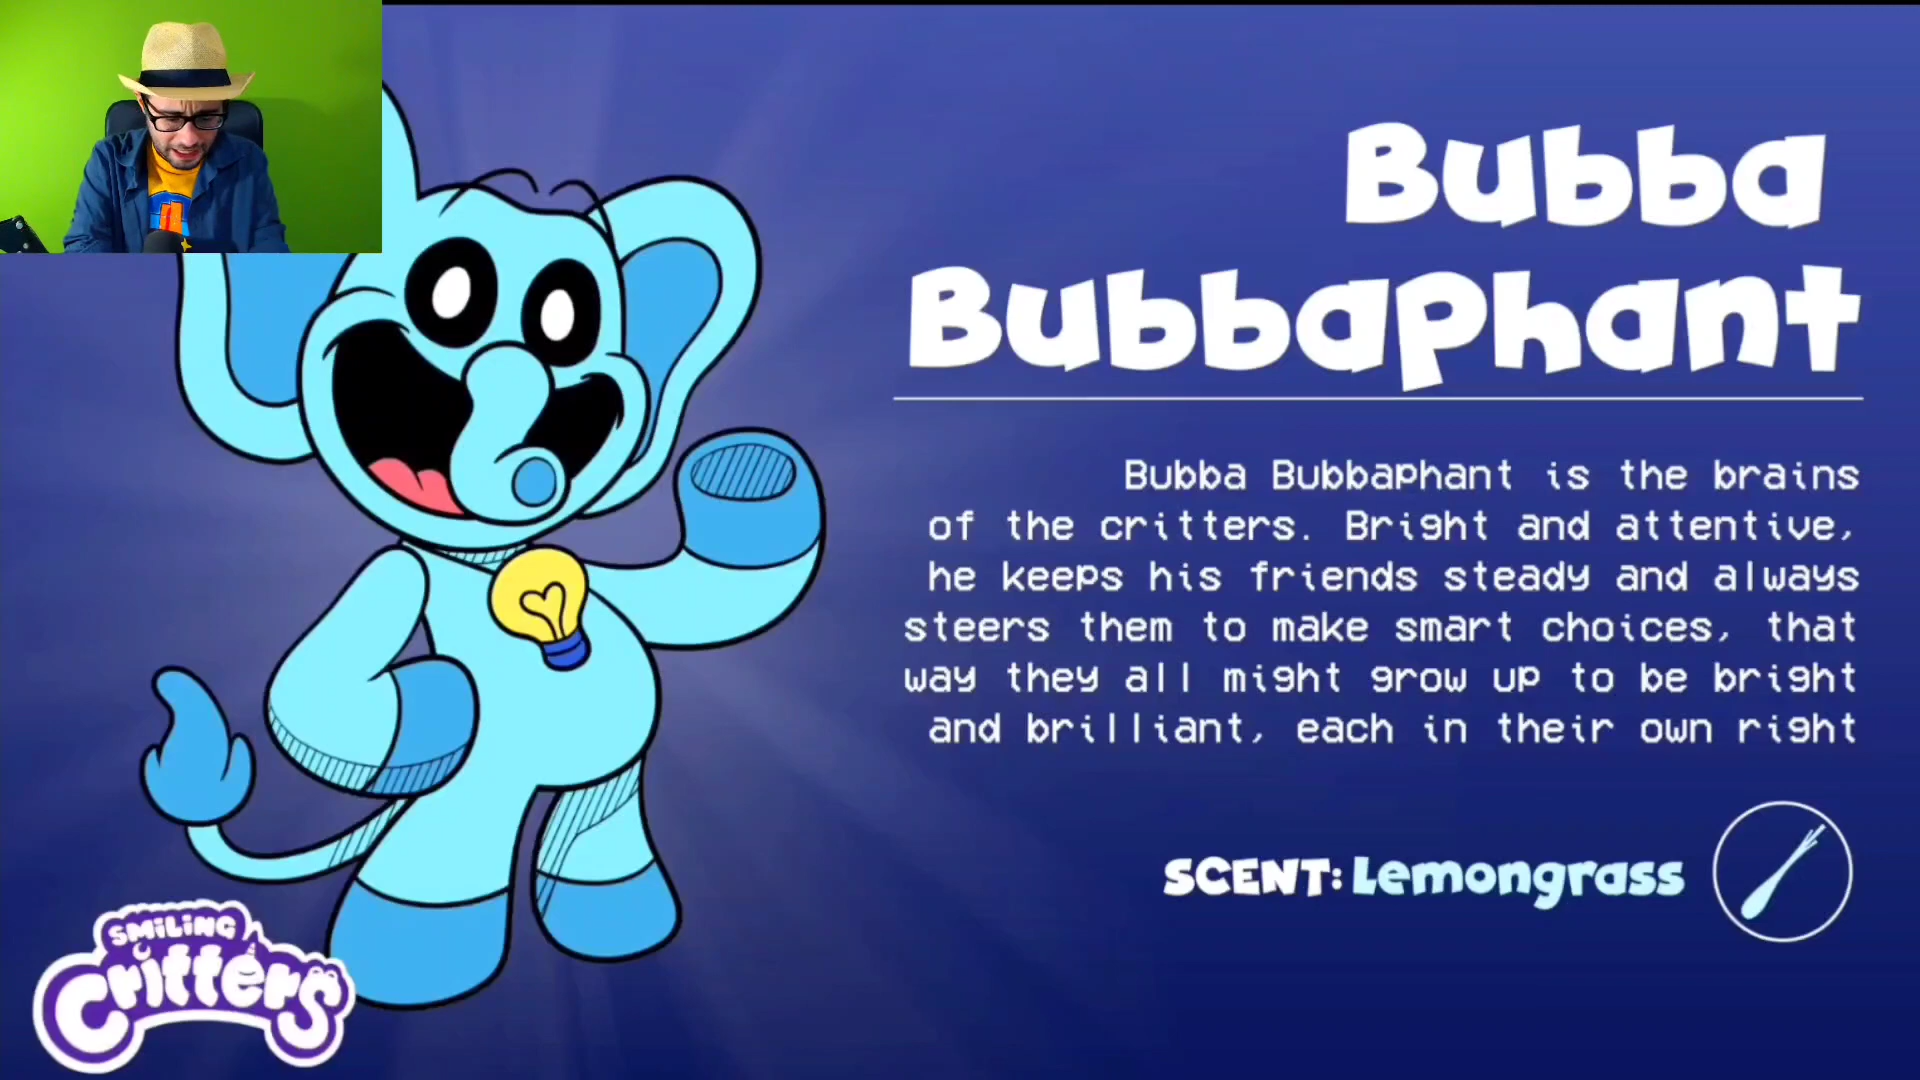 Bubba
Bubbaphant
Bubba Bubbaphant is the brains
of the critters. Bright and attentive,
he keeps his friends steady and always
steers them to make smart choices, that
way they all might grow up to be bright
and brilliant, each in their own right
SCENT: Lemongrass
SMiLiNG
Critters